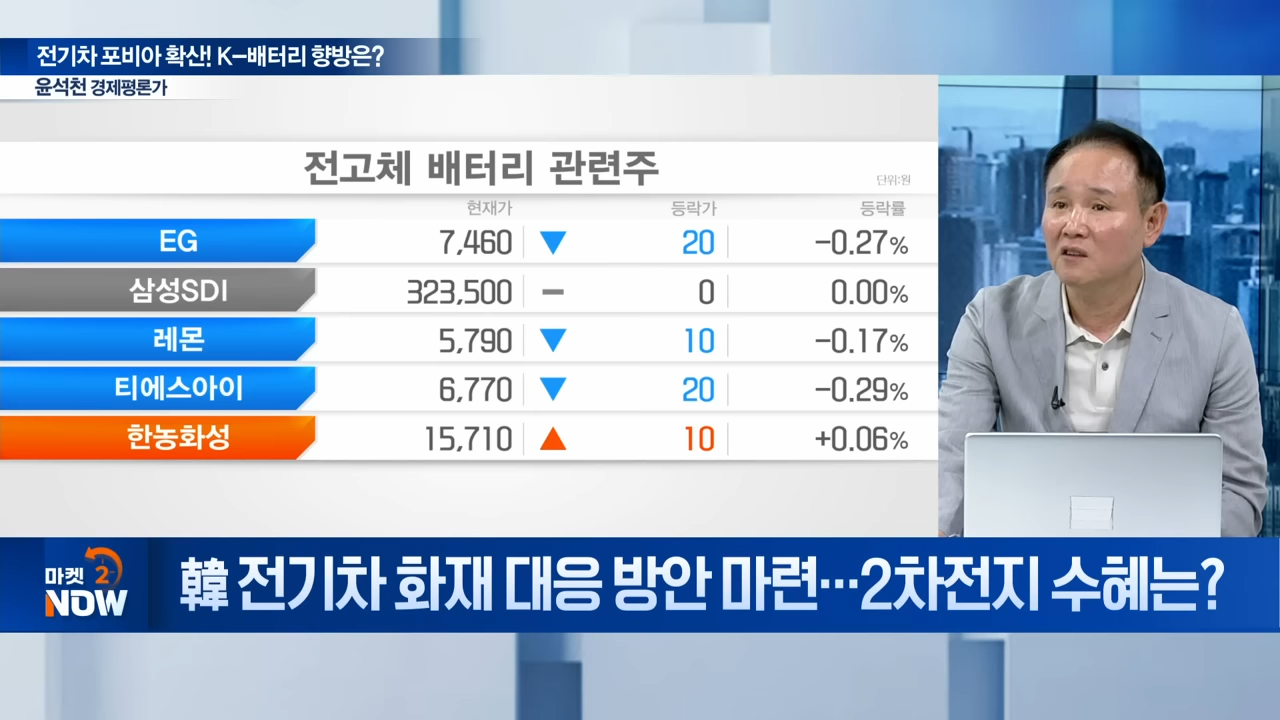 전기차 포비아 확산! K-배터리 향방은?
윤석천 경제평론가
전고체 배터리 관련주
단위:원
현재가 등락가 등락률
EG 7,460 ▼ 20 -0.27%
삼성SDI 323,500 - 0 0.00%
레몬 5,790 ▼ 10 -0.17%
티에스아이 6,770 ▼ 20 -0.29%
한농화성 15,710 ▲ 10 +0.06%
마켓 2
NOW
韓 전기차 화재 대응 방안 마련…2차전지 수혜는?